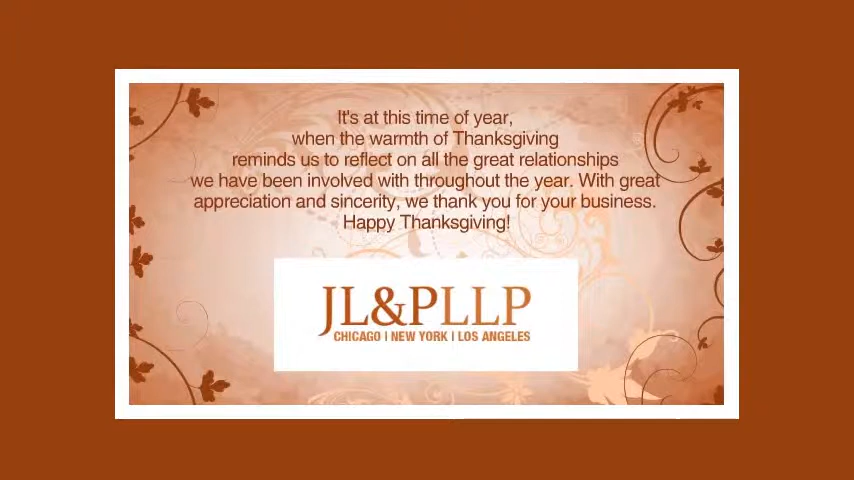 It's at this time of year,
when the warmth of Thanksgiving
reminds us to reflect on all the great relationships
we have been involved with throughout the year. With great
appreciation and sincerity, we thank you for your business.
Happy Thanksgiving!
JL&PLLP
CHICAGO | NEW YORK | LOS ANGELES